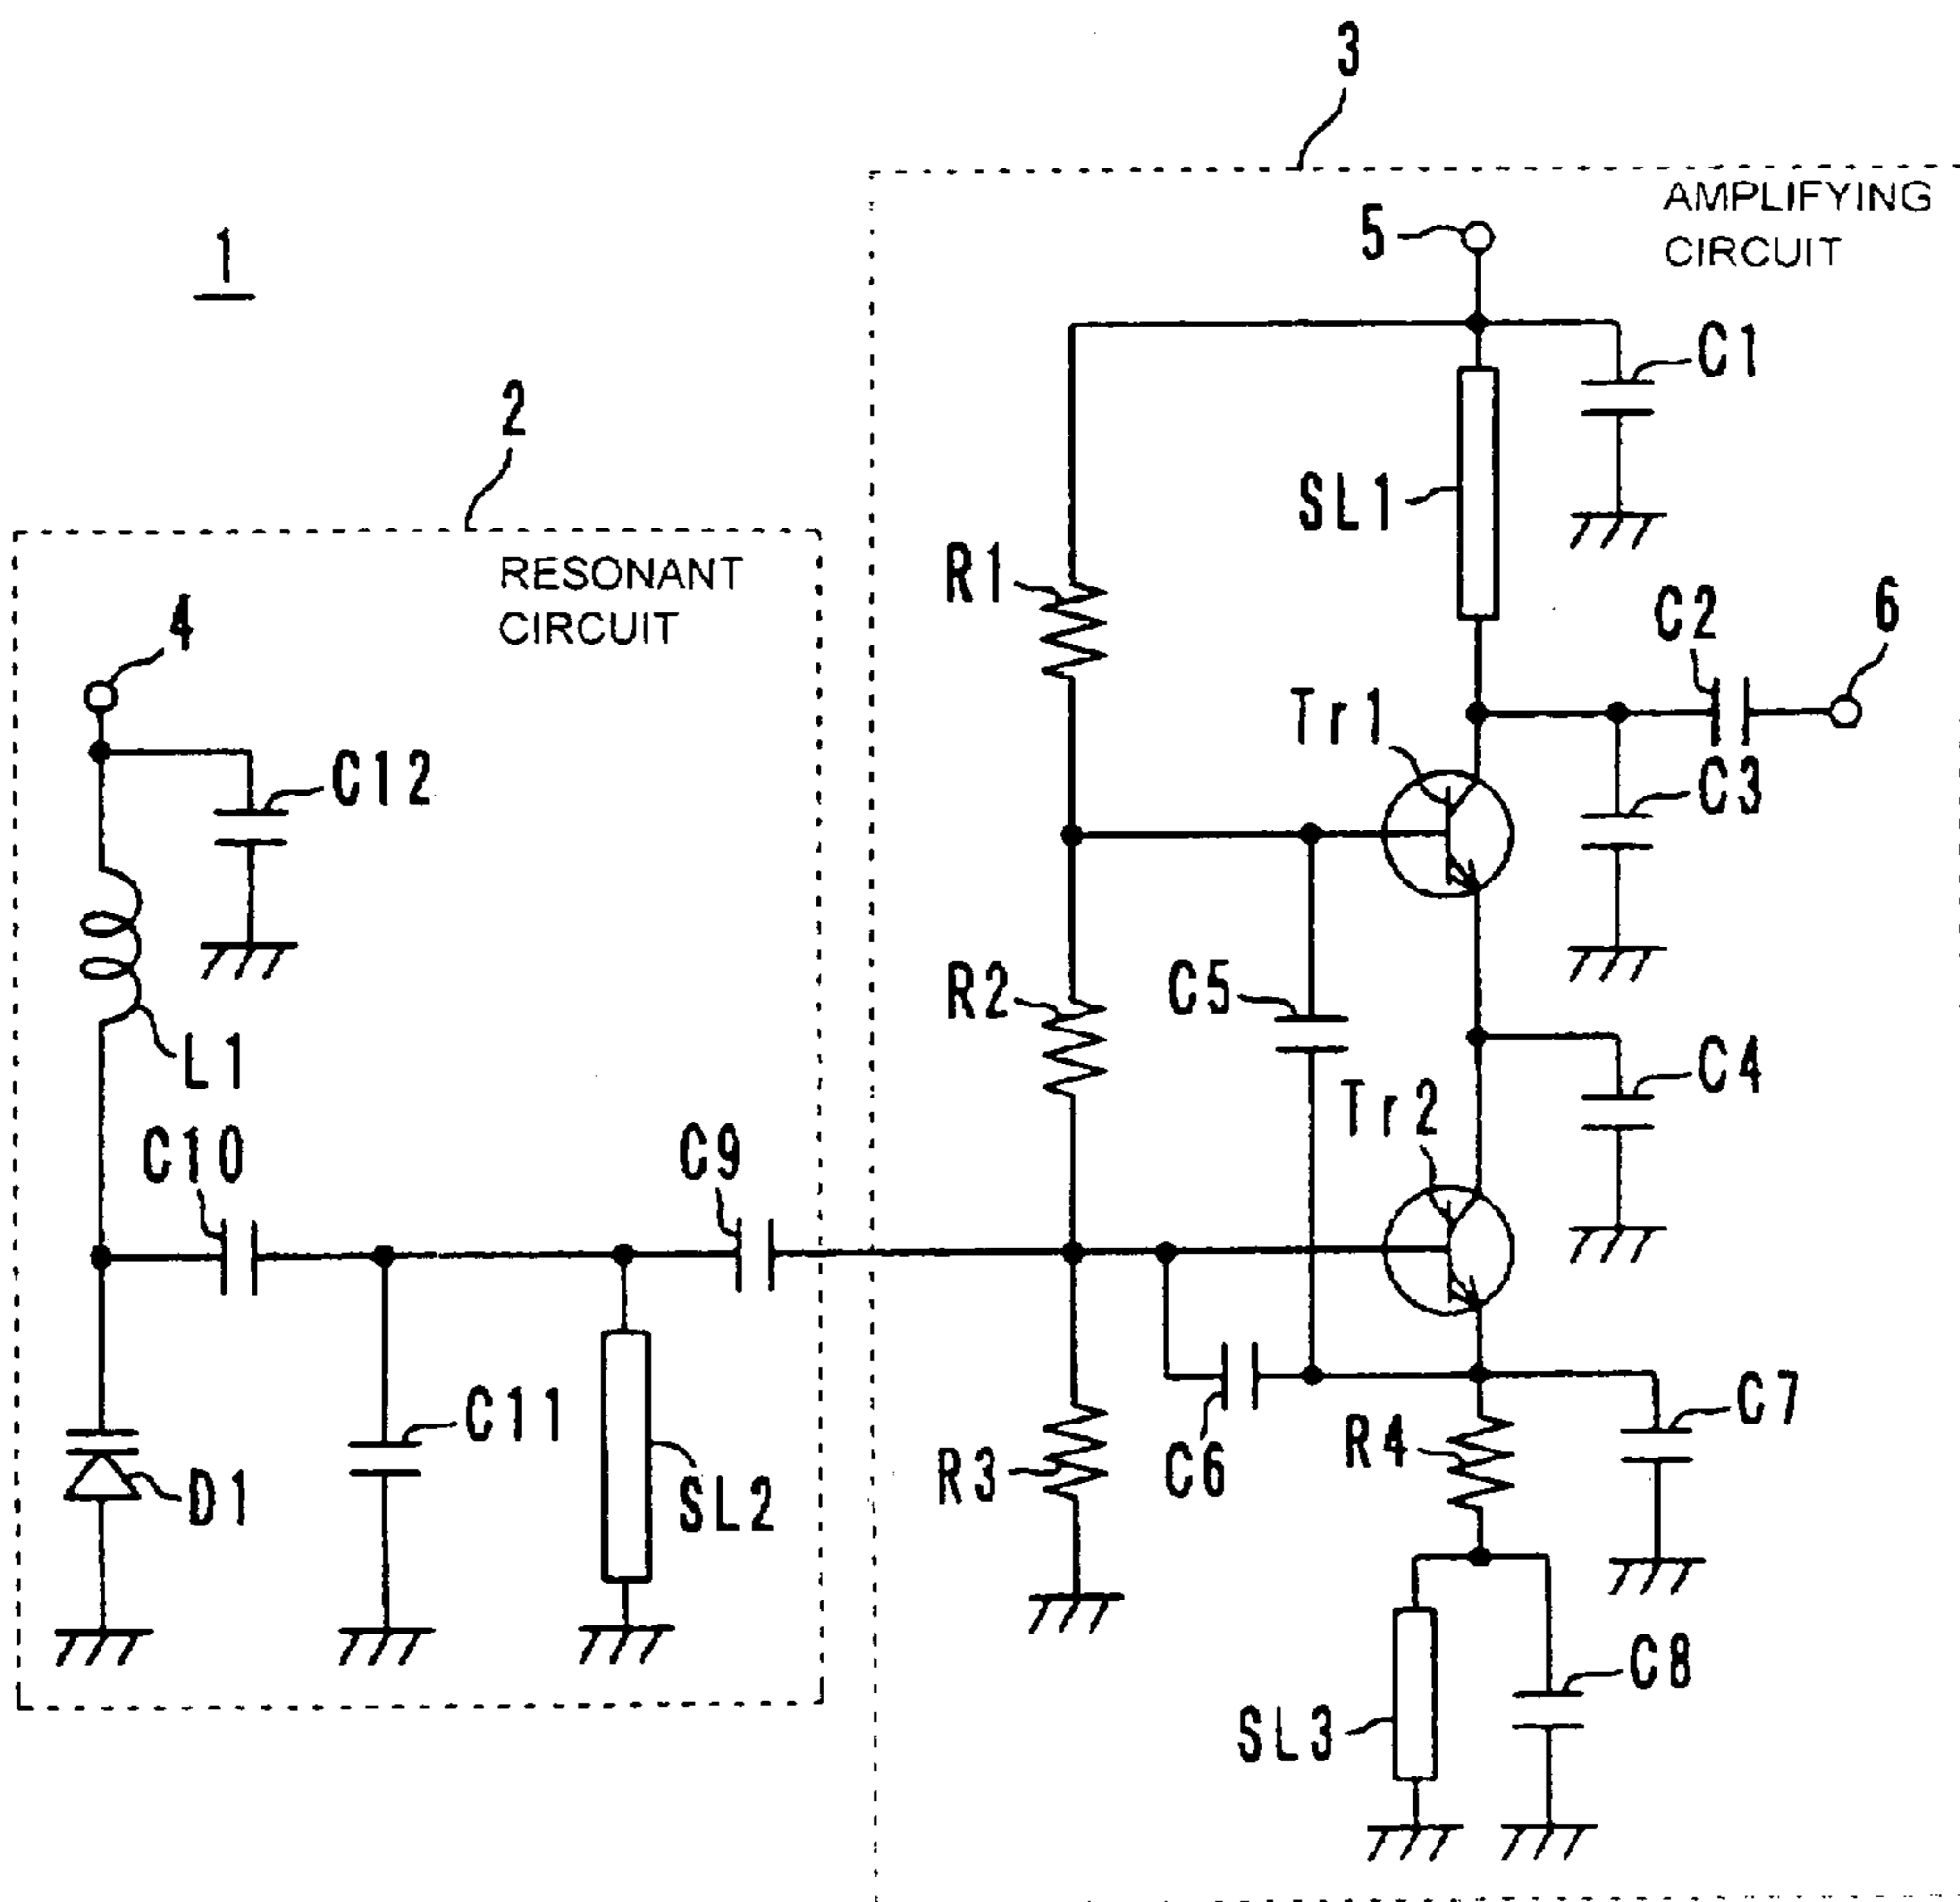 3
AMPLIFYING
CIRCUIT
5
1
C1
2
SL1
RESONANT
CIRCUIT
R1
C2
6
4
Tr1
C12
C3
R2
C5
L1
C4
Tr2
C10
C9
C11
D1
SL2
R3
C6
R4
C7
SL3
C8